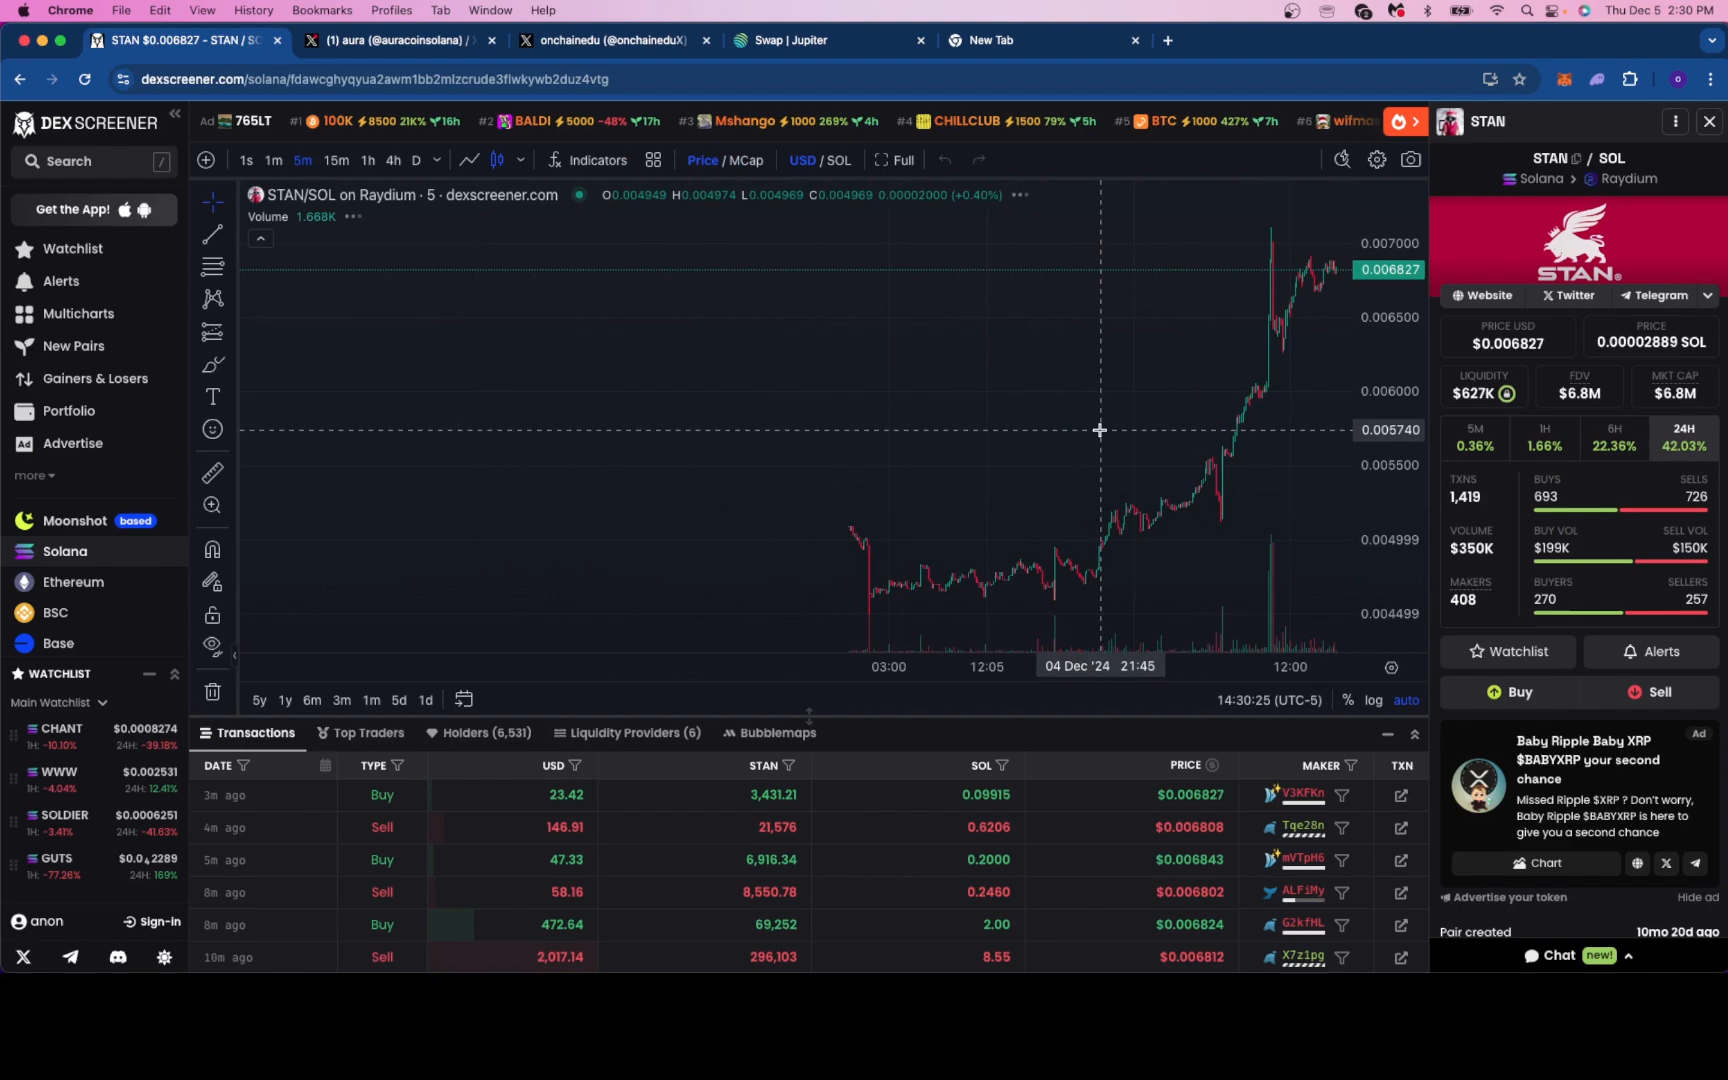 Chrome File Edit View History Bookmarks Profiles Tab Window Help Thu Dec 5 2:30 PM
STAN $0.006827 - STAN / SO (1) aura (@auracoinsolana) / onchainedu (@onchaineduX) Swap | Jupiter New Tab
dexscreener.com/solana/fdawcghyqyua2awm1bb2mlzcrude3flwkywb2duz4vtg
DEX SCREENER
Ad 765LT #1 100K 8500 21% 16h #2 BALDI 5000 -48% 17h #3 Mshango 1000 269% 4h #4 CHILLCLUB 1500 79% 5h #5 BTC 1000 427% 7h #6 wifmas
STAN
Search /
1s 1m 5m 15m 1h 4h D Indicators Price / MCap USD / SOL Full
STAN / SOL
Solana > Raydium
Get the App!
Watchlist
Alerts
Multicharts
New Pairs
Gainers & Losers
Portfolio
Ad Advertise
more
Moonshot based
Solana
Ethereum
BSC
Base
WATCHLIST
Main Watchlist
CHANT $0.0008274
1H: -10.10% 24H: -39.18%
WWW $0.002531
1H: -4.04% 24H: 12.41%
SOLDIER $0.0006251
1H: -3.41% 24H: -41.63%
GUTS $0.0₄2289
1H: -77.26% 24H: 169%
anon Sign-in
STAN/SOL on Raydium · 5 · dexscreener.com O0.004949 H0.004974 L0.004969 C0.004969 0.00002000 (+0.40%)
Volume 1.668K
0.007000
0.006827
0.006500
0.006000
0.005740
0.005500
0.004999
0.004499
03:00 12:05 04 Dec '24 21:45 12:00
5y 1y 6m 3m 1m 5d 1d 14:30:25 (UTC-5) % log auto
Transactions Top Traders Holders (6,531) Liquidity Providers (6) Bubblemaps
DATE TYPE USD STAN SOL PRICE MAKER TXN
3m ago Buy 23.42 3,431.21 0.09915 $0.006827 V3KFKn
4m ago Sell 146.91 21,576 0.6206 $0.006808 Tqe28n
5m ago Buy 47.33 6,916.34 0.2000 $0.006843 mVTpH6
8m ago Sell 58.16 8,550.78 0.2460 $0.006802 ALFiMy
8m ago Buy 472.64 69,252 2.00 $0.006824 G2kfHL
10m ago Sell 2,017.14 296,103 8.55 $0.006812 X7z1pg
STAN
Website Twitter Telegram
PRICE USD PRICE
$0.006827 0.00002889 SOL
LIQUIDITY FDV MKT CAP
$627K $6.8M $6.8M
5M 1H 6H 24H
0.36% 1.66% 22.36% 42.03%
TXNS BUYS SELLS
1,419 693 726
VOLUME BUY VOL SELL VOL
$350K $199K $150K
MAKERS BUYERS SELLERS
408 270 257
Watchlist Alerts
Buy Sell
Ad
Baby Ripple Baby XRP
$BABYXRP your second
chance
Missed Ripple $XRP ? Don't worry,
Baby Ripple $BABYXRP is here to
give you a second chance
Chart
Advertise your token Hide ad
Pair created 10mo 20d ago
Chat new!